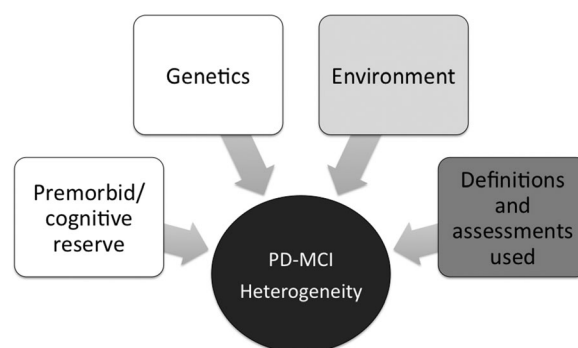 Genetics
Environment
Premorbid/
cognitive
reserve
Definitions
and
assessments
used
PD-MCI
Heterogeneity